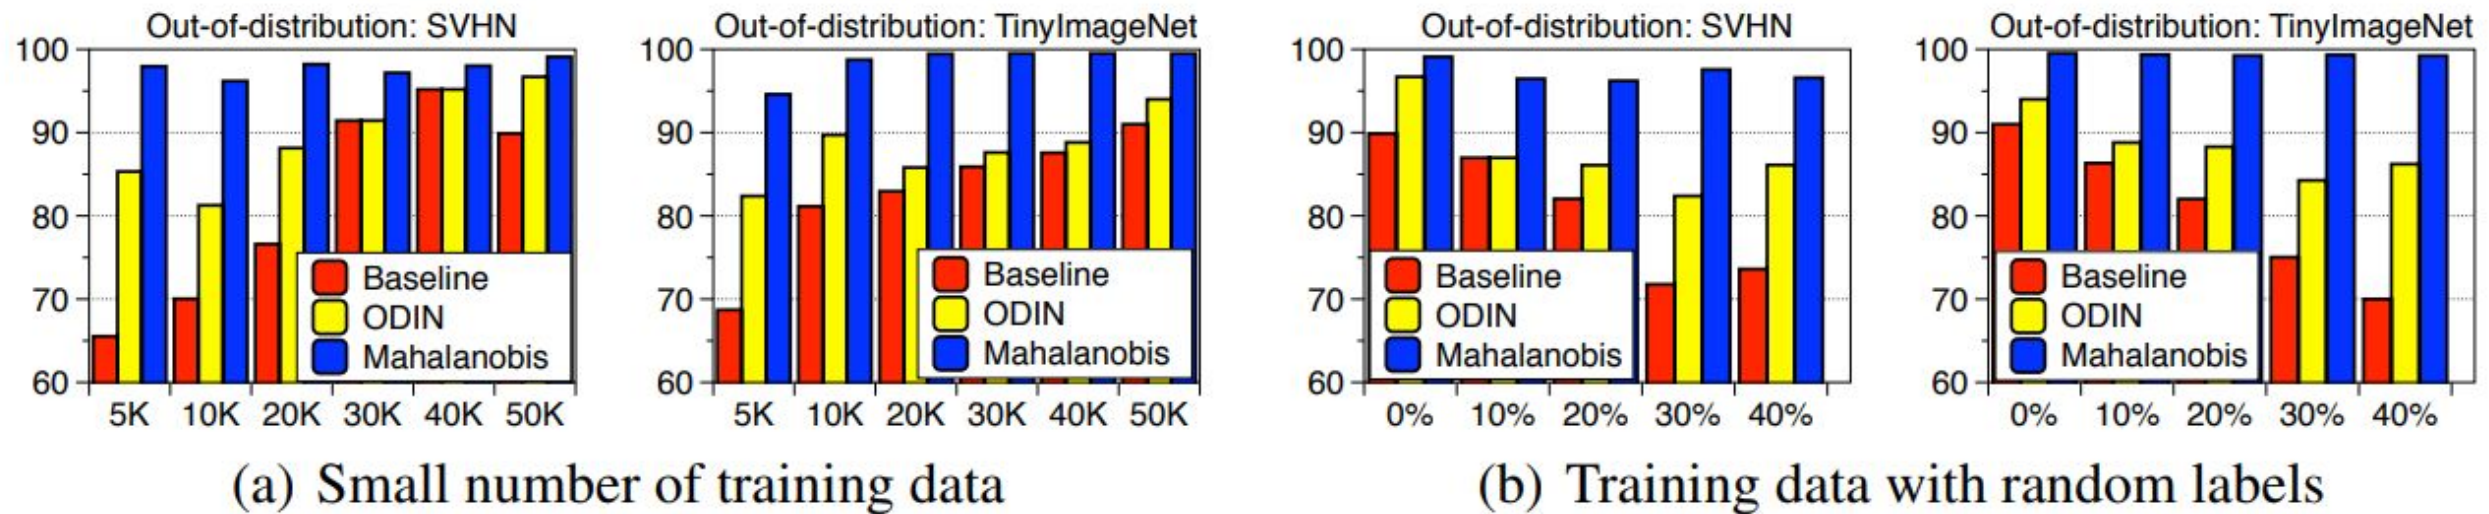 Out-of-distribution: SVHN
100
90
80
70
60
Baseline
ODIN
Mahalanobis
5K 10K 20K 30K 40K 50K
Out-of-distribution: TinyImageNet
100
90
80
70
60
Baseline
ODIN
Mahalanobis
5K 10K 20K 30K 40K 50K
(a) Small number of training data
Out-of-distribution: SVHN
100
90
80
70
60
Baseline
ODIN
Mahalanobis
0% 10% 20% 30% 40%
Out-of-distribution: TinyImageNet
100
90
80
70
60
Baseline
ODIN
Mahalanobis
0% 10% 20% 30% 40%
(b) Training data with random labels